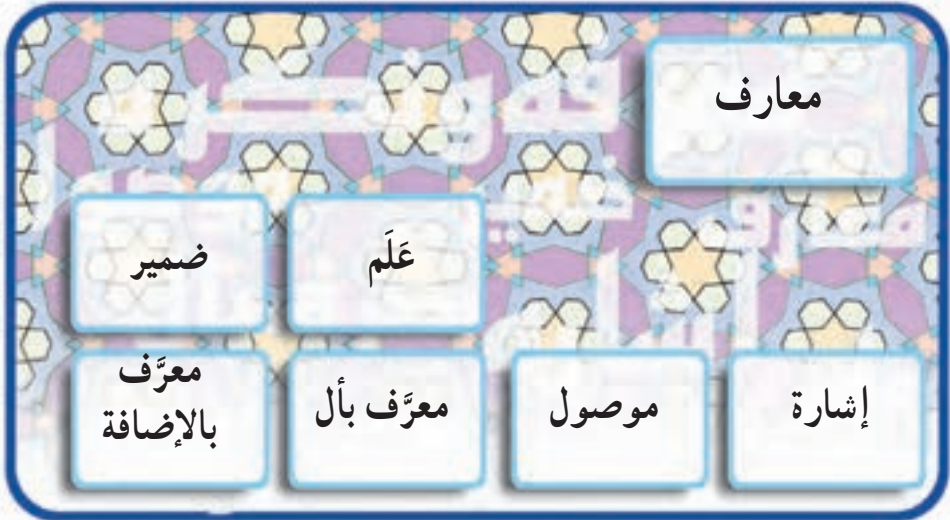 معارف
عَلَم
ضمير
إشارة
موصول
معرَّف بأل
معرَّف
بالإضافة